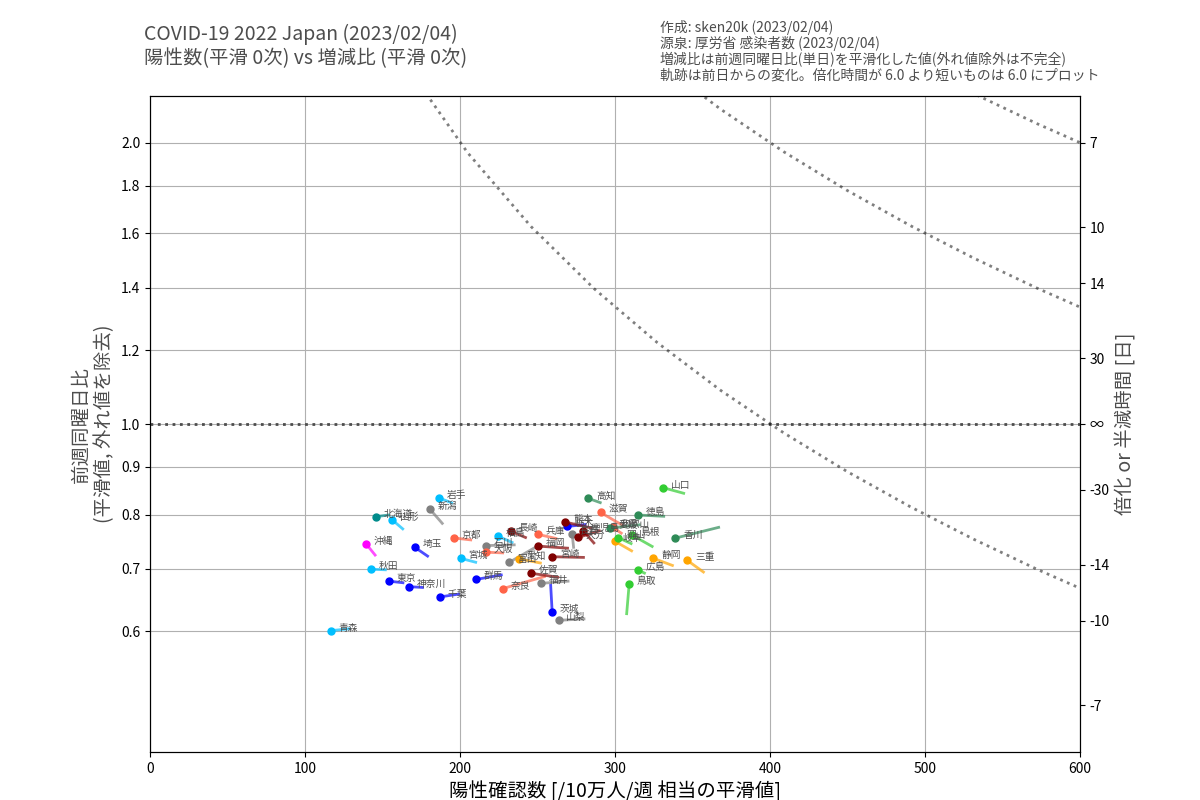 COVID-19 2022 Japan (2023/02/04)
陽性数(平滑 0次) vs 増減比 (平滑 0次)
作成: sken20k (2023/02/04)
源泉: 厚労省 感染者数 (2023/02/04)
増減比は前週同曜日比(単日)を平滑化した値(外れ値除外は不完全)
軌跡は前日からの変化。倍化時間が 6.0 より短いものは 6.0 にプロット
前週同曜日比
(平滑値, 外れ値を除去)
2.0
1.8
1.6
1.4
1.2
1.0
0.9
0.8
0.7
0.6
7
10
14
30
∞
-30
-14
-10
-7
倍化 or 半減時間 [日]
山口
岩手
高知
新潟
北海道
山形
滋賀
徳島
熊本
長崎
兵庫
大分
島根
香川
京都
沖縄
埼玉
大阪
福岡
宮崎
宮城
静岡
三重
広島
秋田
佐賀
福井
群馬
東京
神奈川
奈良
鳥取
千葉
茨城
山梨
青森
0
100
200
300
400
500
600
陽性確認数 [/10万人/週 相当の平滑値]